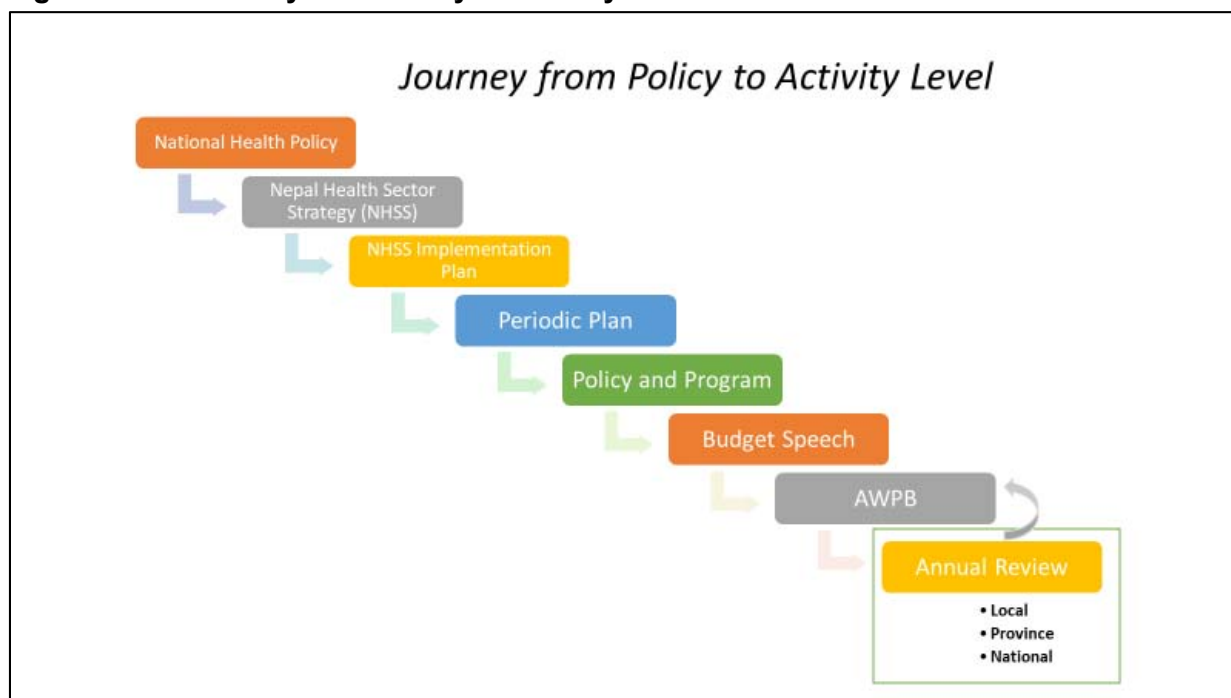 Journey from Policy to Activity Level
National Health Policy
Nepal Health Sector
Strategy (NHSS)
NHSS Implementation
Plan
Periodic Plan
Policy and Program
Budget Speech
AWPB
Annual Review
• Local
• Province
• National